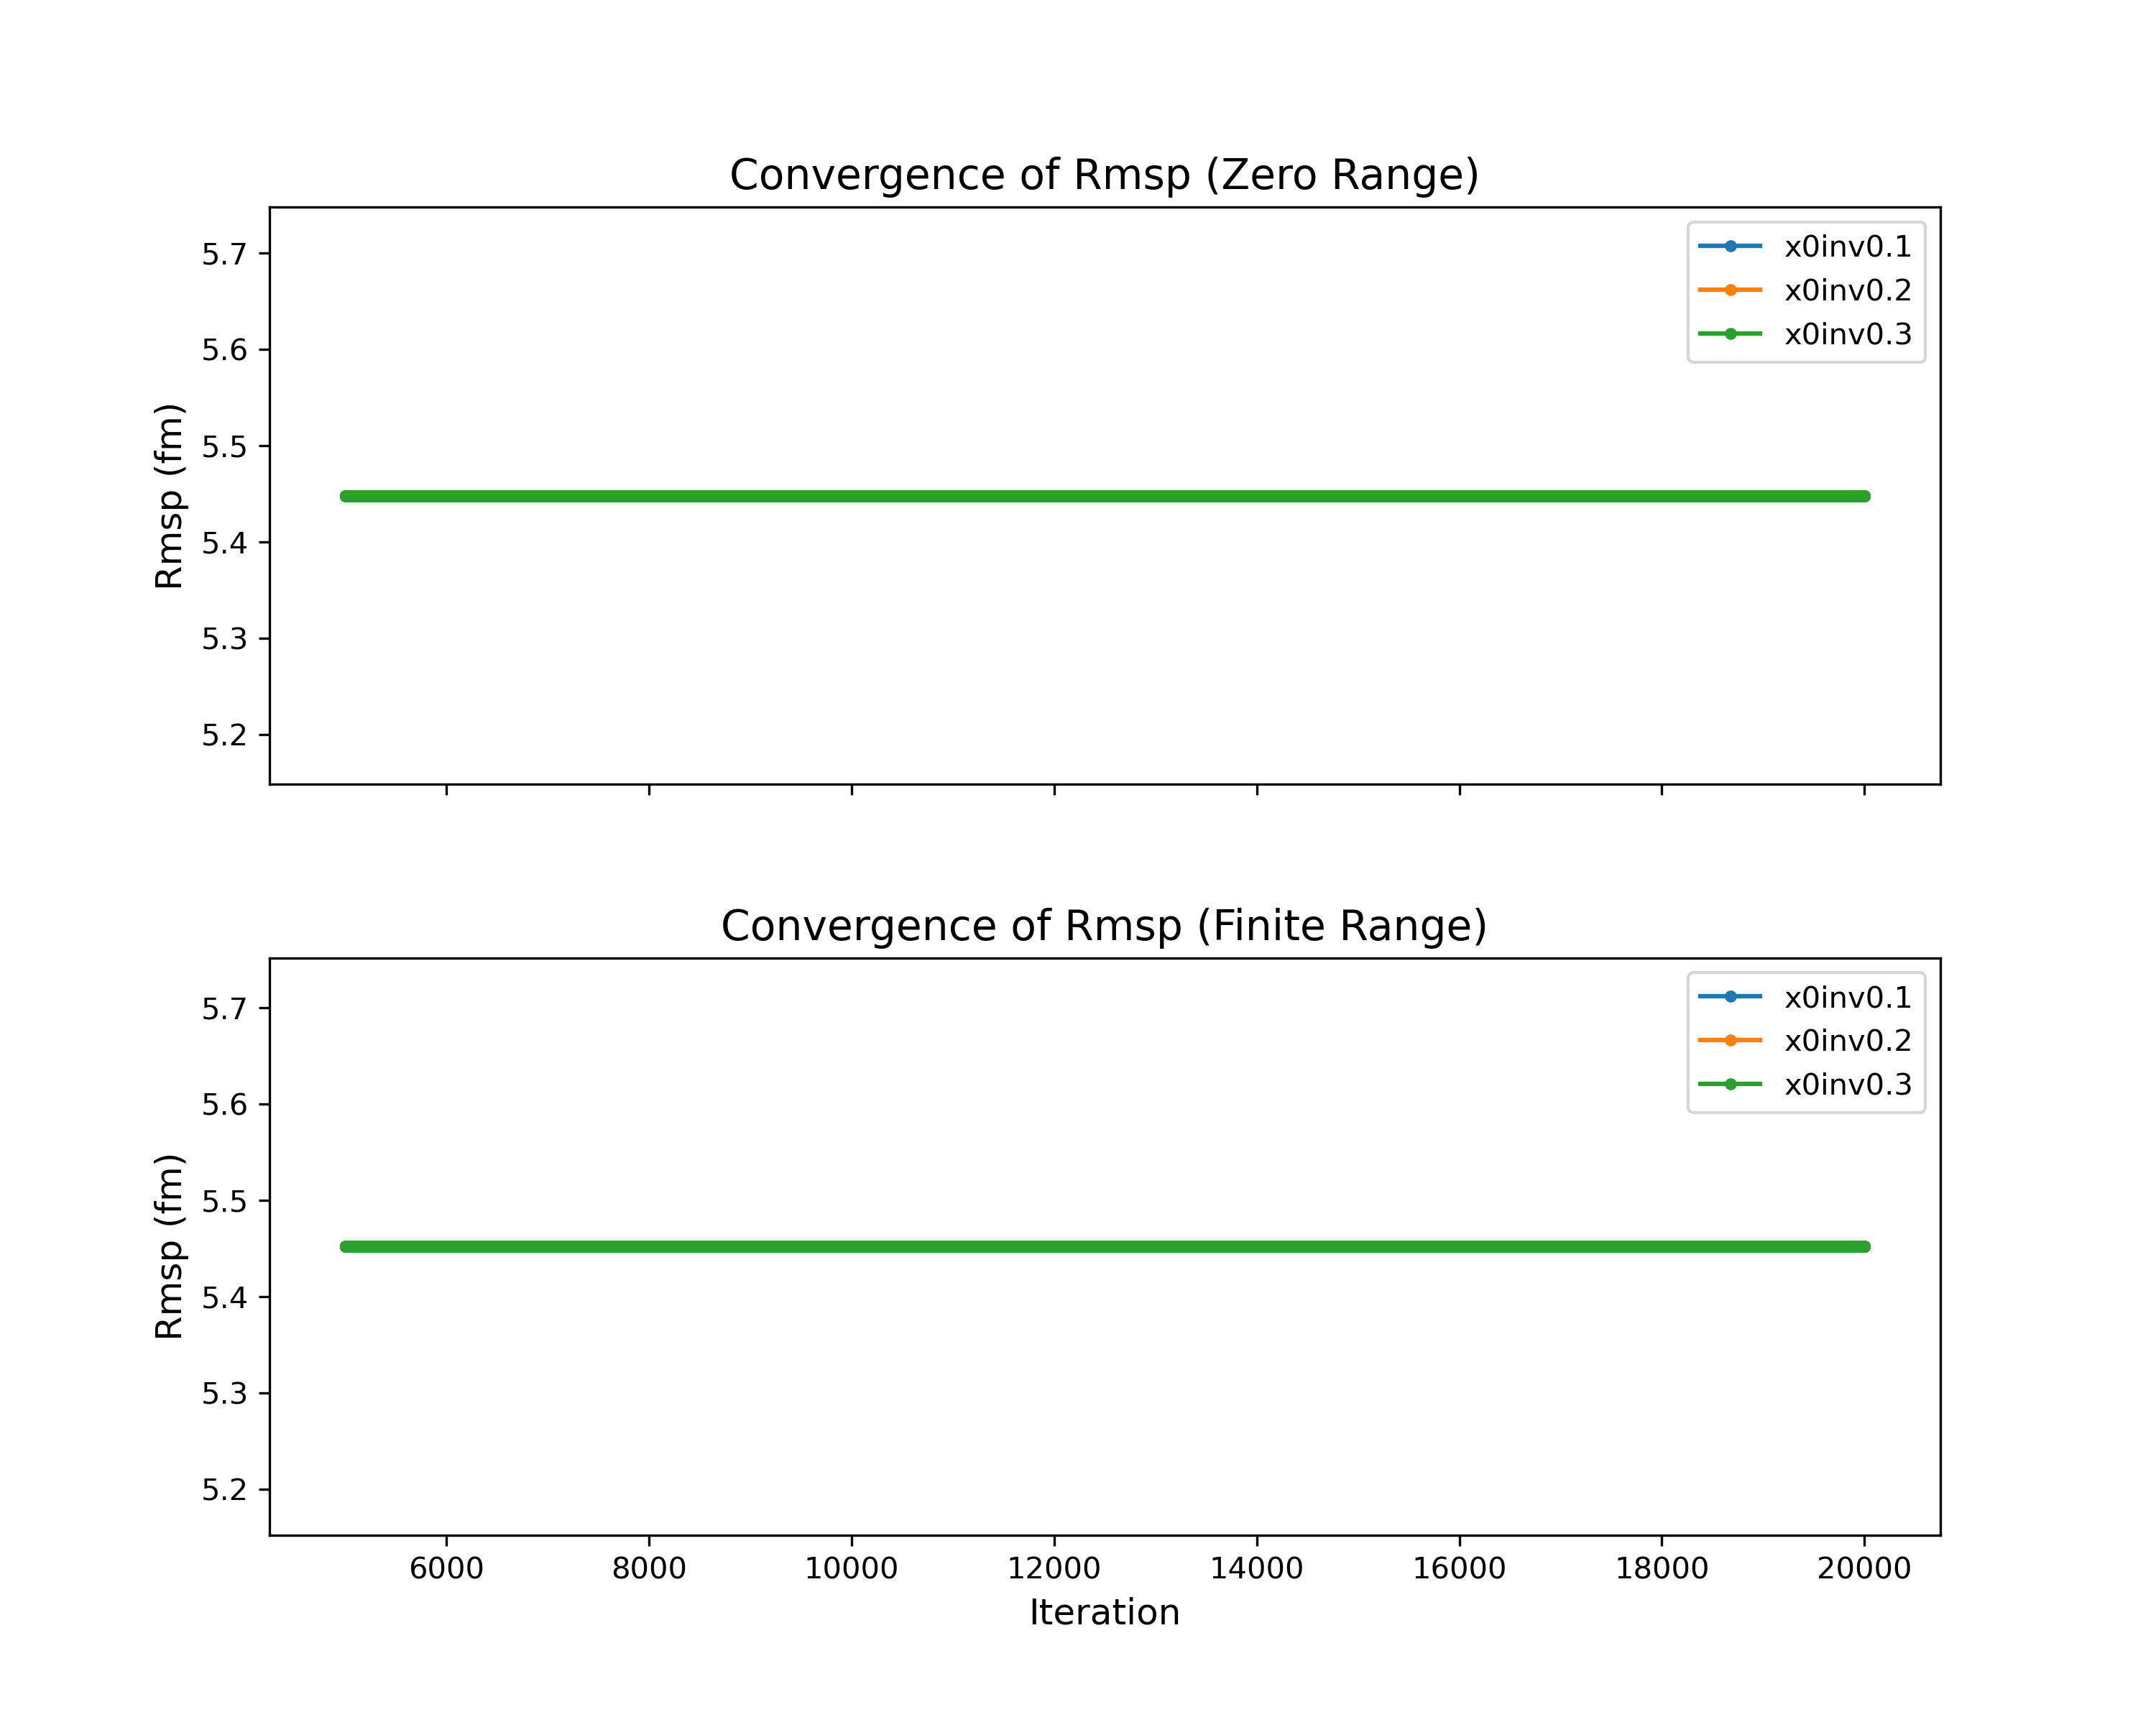 Convergence of Rmsp (Zero Range)
x0inv0.1
x0inv0.2
x0inv0.3
5.7
5.6
5.5
5.4
5.3
5.2
Rmsp (fm)
Convergence of Rmsp (Finite Range)
x0inv0.1
x0inv0.2
x0inv0.3
5.7
5.6
5.5
5.4
5.3
5.2
Rmsp (fm)
6000 8000 10000 12000 14000 16000 18000 20000
Iteration